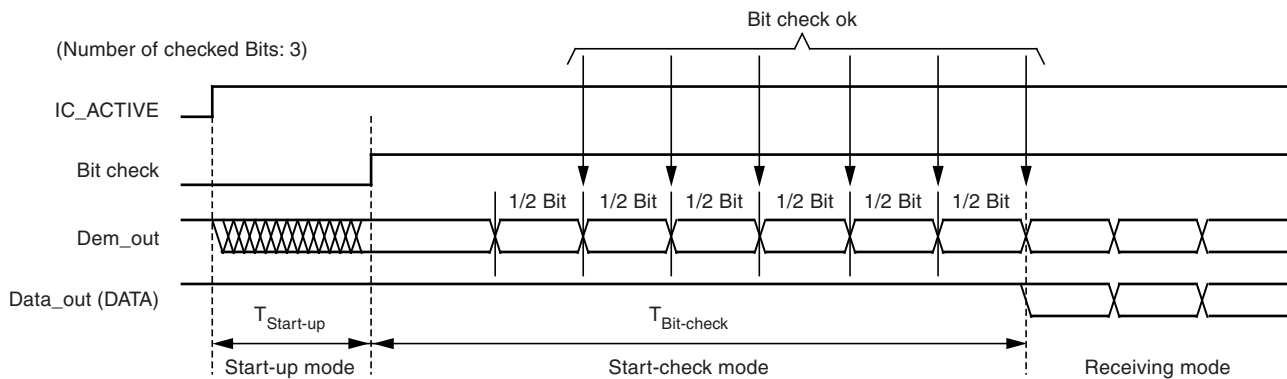 Bit check ok
(Number of checked Bits: 3)
IC_ACTIVE
Bit check
1/2 Bit 1/2 Bit 1/2 Bit 1/2 Bit 1/2 Bit 1/2 Bit
Dem_out
Data_out (DATA)
TStart-up TBit-check
Start-up mode Start-check mode Receiving mode